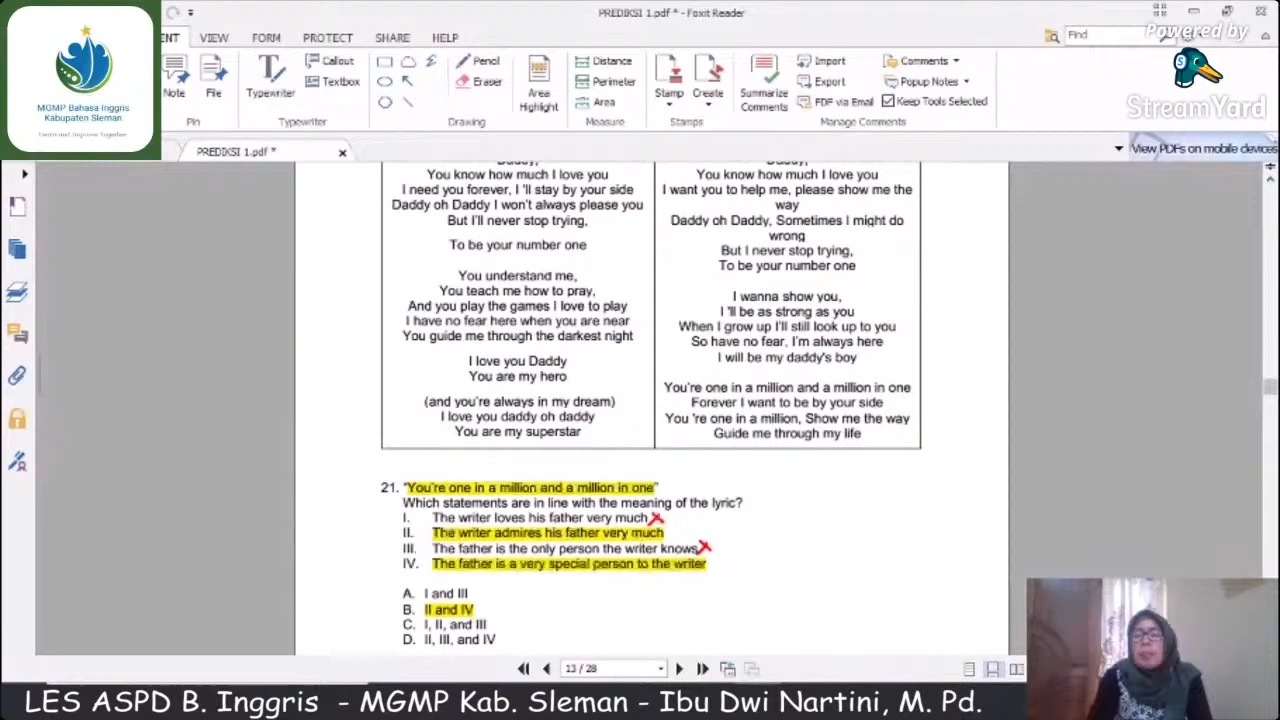 PREDIKSI 1.pdf * - Foxit Reader
Powered by
StreamYard
MGMP Bahasa Inggris
Kabupaten Sleman
Learn and Improve Together
ENT VIEW FORM PROTECT SHARE HELP
Find
Note File Typewriter Callout Textbox Pencil Eraser Area Highlight Distance Perimeter Area Stamp Create Summarize Comments Import Export FDF via Email Comments Popup Notes Keep Tools Selected
Pin Typewriter Drawing Measure Stamps Manage Comments
PREDIKSI 1.pdf *
View PDFs on mobile devices
Daddy,
You know how much I love you
I need you forever, I 'll stay by your side
Daddy oh Daddy I won't always please you
But I'll never stop trying,
To be your number one
You understand me,
You teach me how to pray,
And you play the games I love to play
I have no fear here when you are near
You guide me through the darkest night
I love you Daddy
You are my hero
(and you're always in my dream)
I love you daddy oh daddy
You are my superstar
Daddy,
You know how much I love you
I want you to help me, please show me the
way
Daddy oh Daddy, Sometimes I might do
wrong
But I never stop trying,
To be your number one
I wanna show you,
I 'll be as strong as you
When I grow up I'll still look up to you
So have no fear, I'm always here
I will be my daddy's boy
You're one in a million and a million in one
Forever I want to be by your side
You 're one in a million, Show me the way
Guide me through my life
21. "You're one in a million and a million in one"
Which statements are in line with the meaning of the lyric?
I. The writer loves his father very much
II. The writer admires his father very much
III. The father is the only person the writer knows
IV. The father is a very special person to the writer
A. I and III
B. II and IV
C. I, II, and III
D. II, III, and IV
13 / 28
LES ASPD B. Inggris - MGMP Kab. Sleman - Ibu Dwi Nartini, M. Pd.